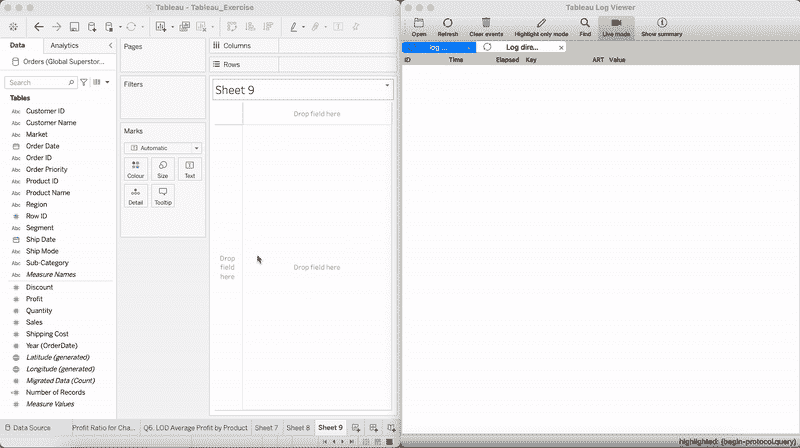 Tableau - Tableau_Exercise
Data
Analytics
Pages
Columns
Rows
Orders (Global Superstor...
Search
Tables
Abc Customer ID
Abc Customer Name
Abc Market
Order Date
Abc Order ID
Abc Order Priority
Abc Product ID
Abc Product Name
Abc Region
# Row ID
Abc Segment
Ship Date
Abc Ship Mode
Abc Sub-Category
Abc Measure Names
# Discount
# Profit
# Quantity
# Sales
# Shipping Cost
# Year (OrderDate)
Latitude (generated)
Longitude (generated)
# Migrated Data (Count)
Number of Records
# Measure Values
Filters
Marks
Automatic
Colour
Size
Text
Detail
Tooltip
Sheet 9
Drop field here
Drop
field
here
Drop field here
Data Source
Profit Ratio for Cha...
Q6. LOD Average Profit by Product
Sheet 7
Sheet 8
Sheet 9
Tableau Log Viewer
Open
Refresh
Clear events
Highlight only mode
Find
Live mode
Show summary
log ...
Log dire...
ID
Time
Elapsed
Key
ART
Value
highlighted: {begin-protocol.query}